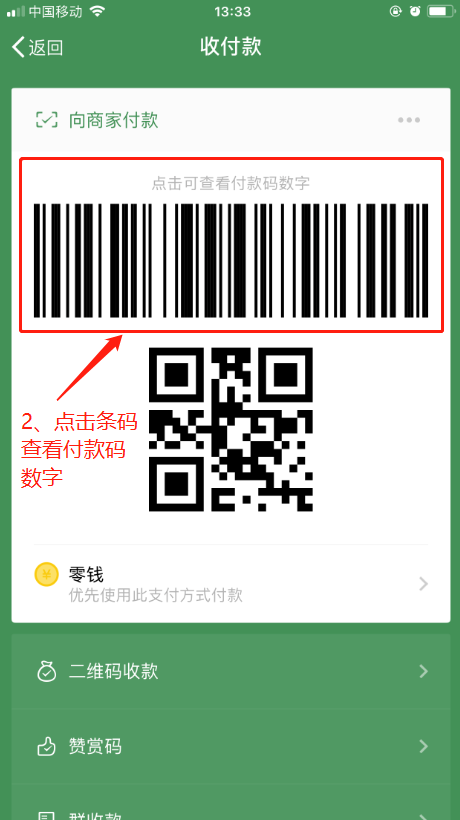 中国移动
13:33
返回
收付款
向商家付款
点击可查看付款码数字
2、点击条码
查看付款码
数字
¥
零钱
优先使用此支付方式付款
二维码收款
赞赏码
群收款